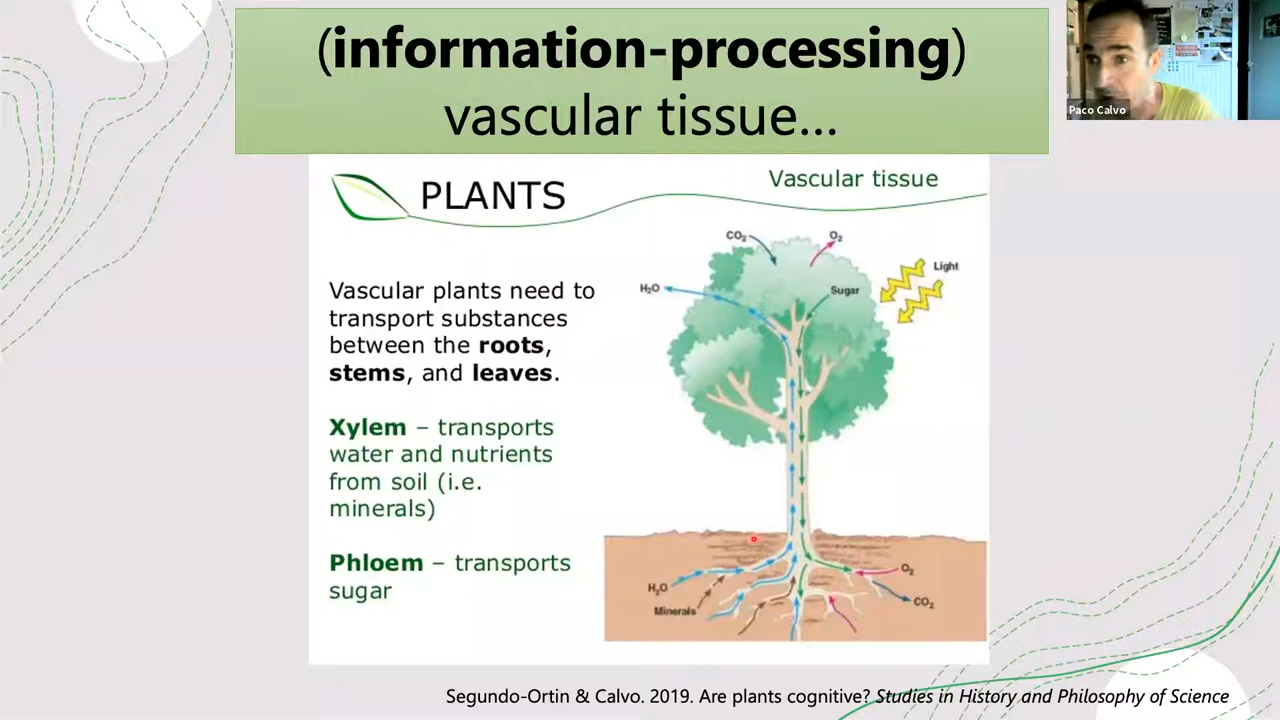 (information-processing)
vascular tissue...
Paco Calvo
PLANTS
Vascular tissue
Vascular plants need to
transport substances
between the roots,
stems, and leaves.
Xylem – transports
water and nutrients
from soil (i.e.
minerals)
Phloem – transports
sugar
CO₂
O₂
Light
H₂O
Sugar
H₂O
Minerals
O₂
CO₂
Segundo-Ortin & Calvo. 2019. Are plants cognitive? Studies in History and Philosophy of Science